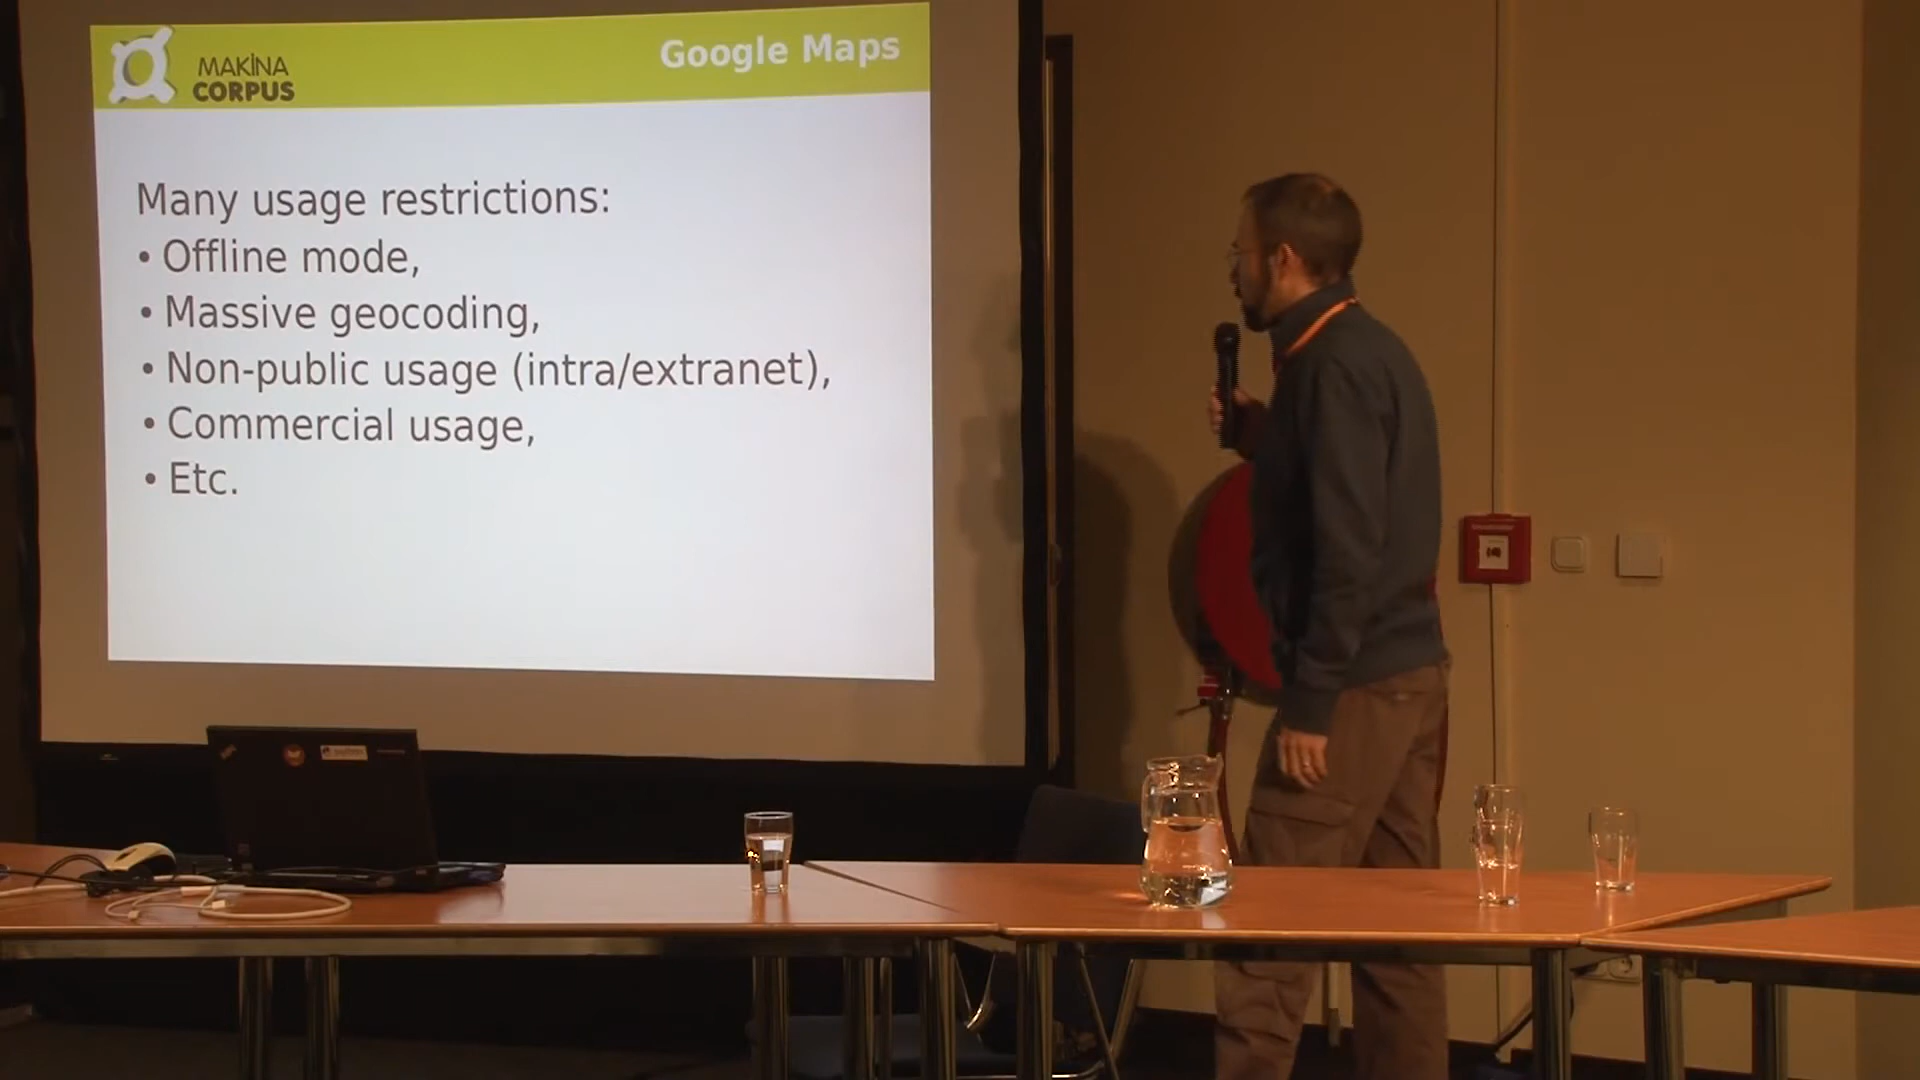 MAKINA
CORPUS
Google Maps
Many usage restrictions:
• Offline mode,
• Massive geocoding,
• Non-public usage (intra/extranet),
• Commercial usage,
• Etc.